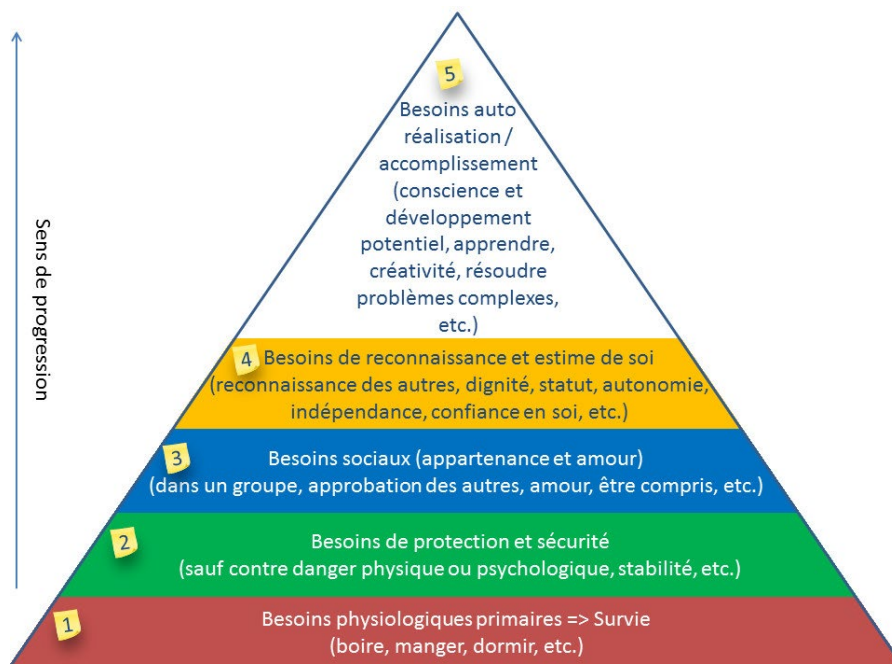 5
Besoins auto
réalisation /
accomplissement
(conscience et
développement
potentiel, apprendre,
créativité, résoudre
problèmes complexes,
etc.)
4
Besoins de reconnaissance et estime de soi
(reconnaissance des autres, dignité, statut, autonomie,
indépendance, confiance en soi, etc.)
3
Besoins sociaux (appartenance et amour)
(dans un groupe, approbation des autres, amour, être compris, etc.)
2
Besoins de protection et sécurité
(sauf contre danger physique ou psychologique, stabilité, etc.)
1
Besoins physiologiques primaires => Survie
(boire, manger, dormir, etc.)
Sens de progression